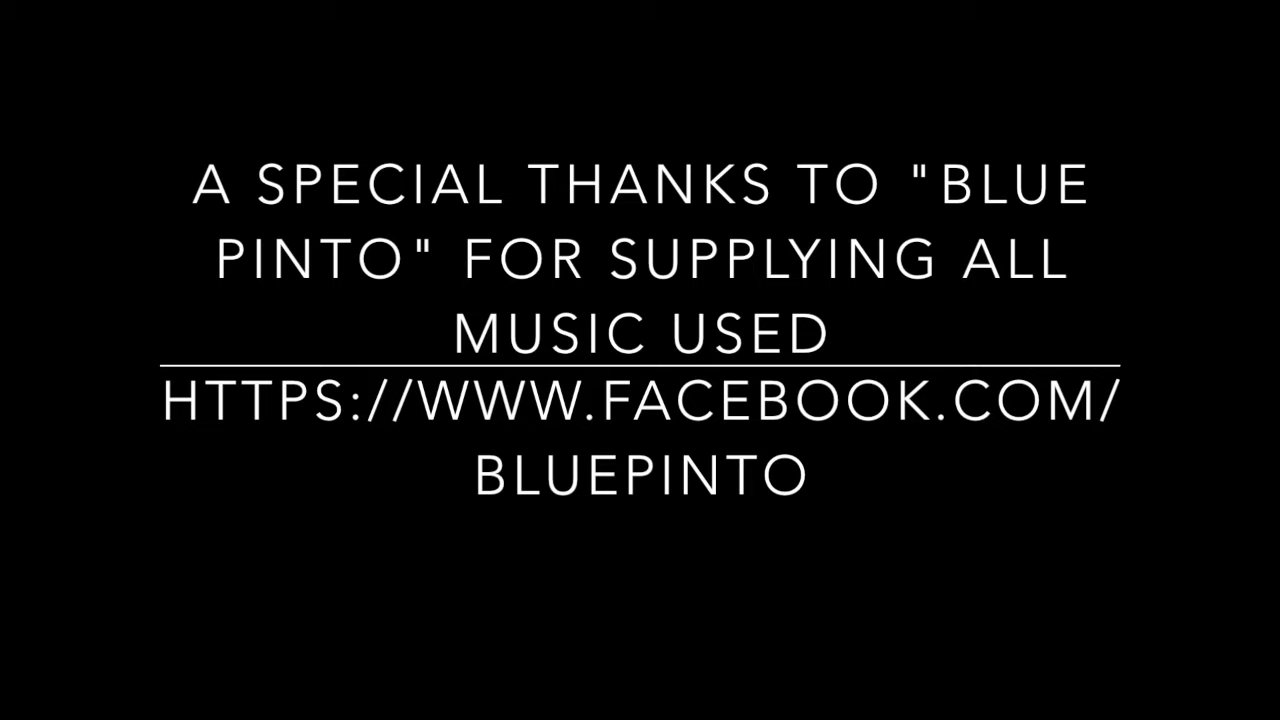 A SPECIAL THANKS TO "BLUE
PINTO" FOR SUPPLYING ALL
MUSIC USED
HTTPS://WWW.FACEBOOK.COM/
BLUEPINTO